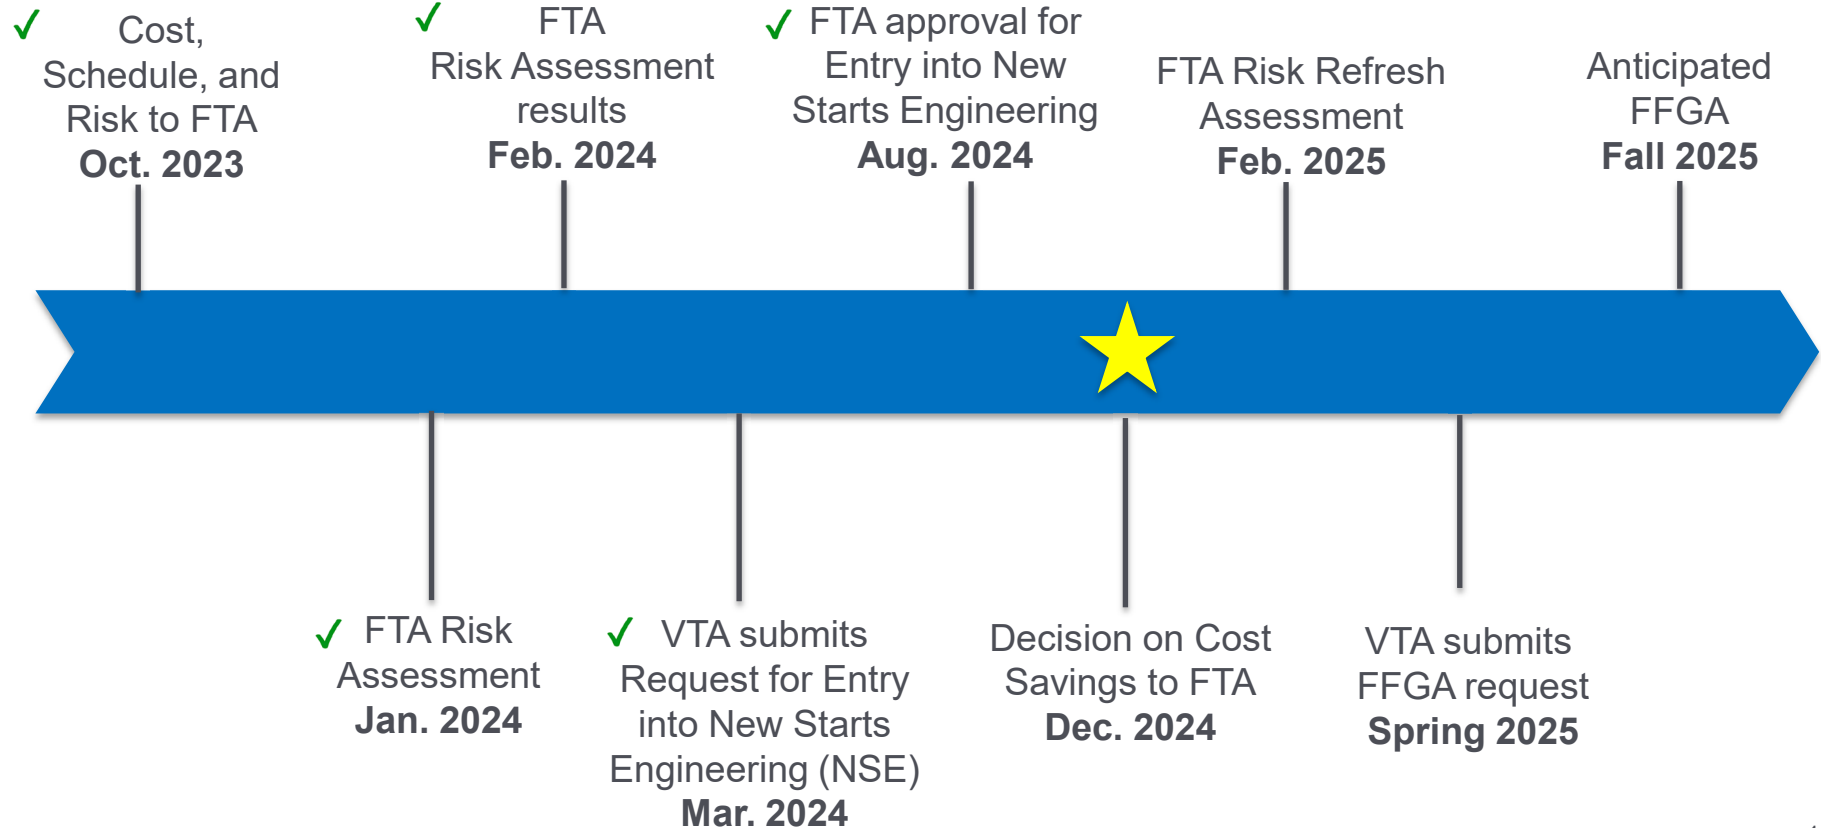 ✓ Cost,
Schedule, and
Risk to FTA
Oct. 2023
✓ FTA
Risk Assessment
results
Feb. 2024
✓ FTA approval for
Entry into New
Starts Engineering
Aug. 2024
FTA Risk Refresh
Assessment
Feb. 2025
Anticipated
FFGA
Fall 2025
✓ FTA Risk
Assessment
Jan. 2024
✓ VTA submits
Request for Entry
into New Starts
Engineering (NSE)
Mar. 2024
Decision on Cost
Savings to FTA
Dec. 2024
VTA submits
FFGA request
Spring 2025